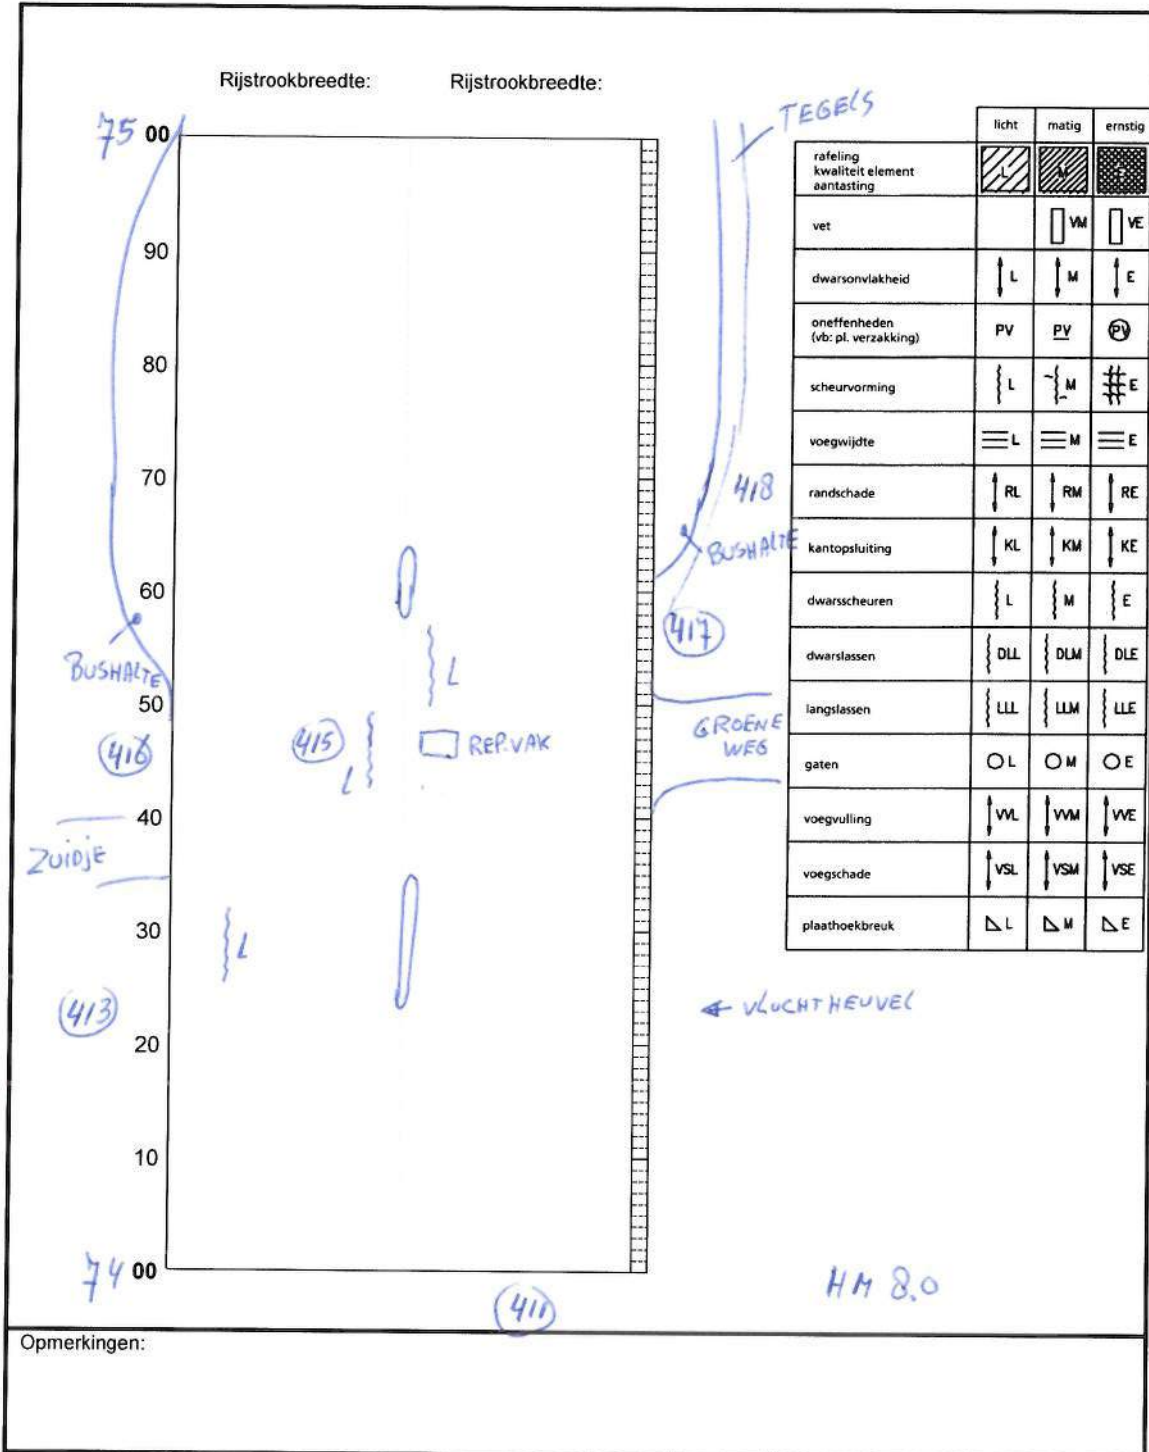 Rijstrookbreedte: Rijstrookbreedte:
TEGELS
75 00
90
80
70
60
50
40
30
20
10
74 00
BUSHALTE
416
ZUIDJE
413
415
L
L
REP.VAK
L
418
BUSHALTE
417
GROENE
WEG
VLUCHTHEUVEL
411
HM 8.0
licht matig ernstig
rafeling
kwaliteit element
aantasting
L M E
vet VM VE
dwarsonvlakheid L M E
oneffenheden
(vb: pl. verzakking)
PV PV PV
scheurvorming L M E
voegwijdte L M E
randschade RL RM RE
kantopsluiting KL KM KE
dwarsscheuren L M E
dwarslassen DLL DLM DLE
langslassen LLL LLM LLE
gaten L M E
voegvulling VVL VVM VVE
voegschade VSL VSM VSE
plaathoekbreuk L M E
Opmerkingen: